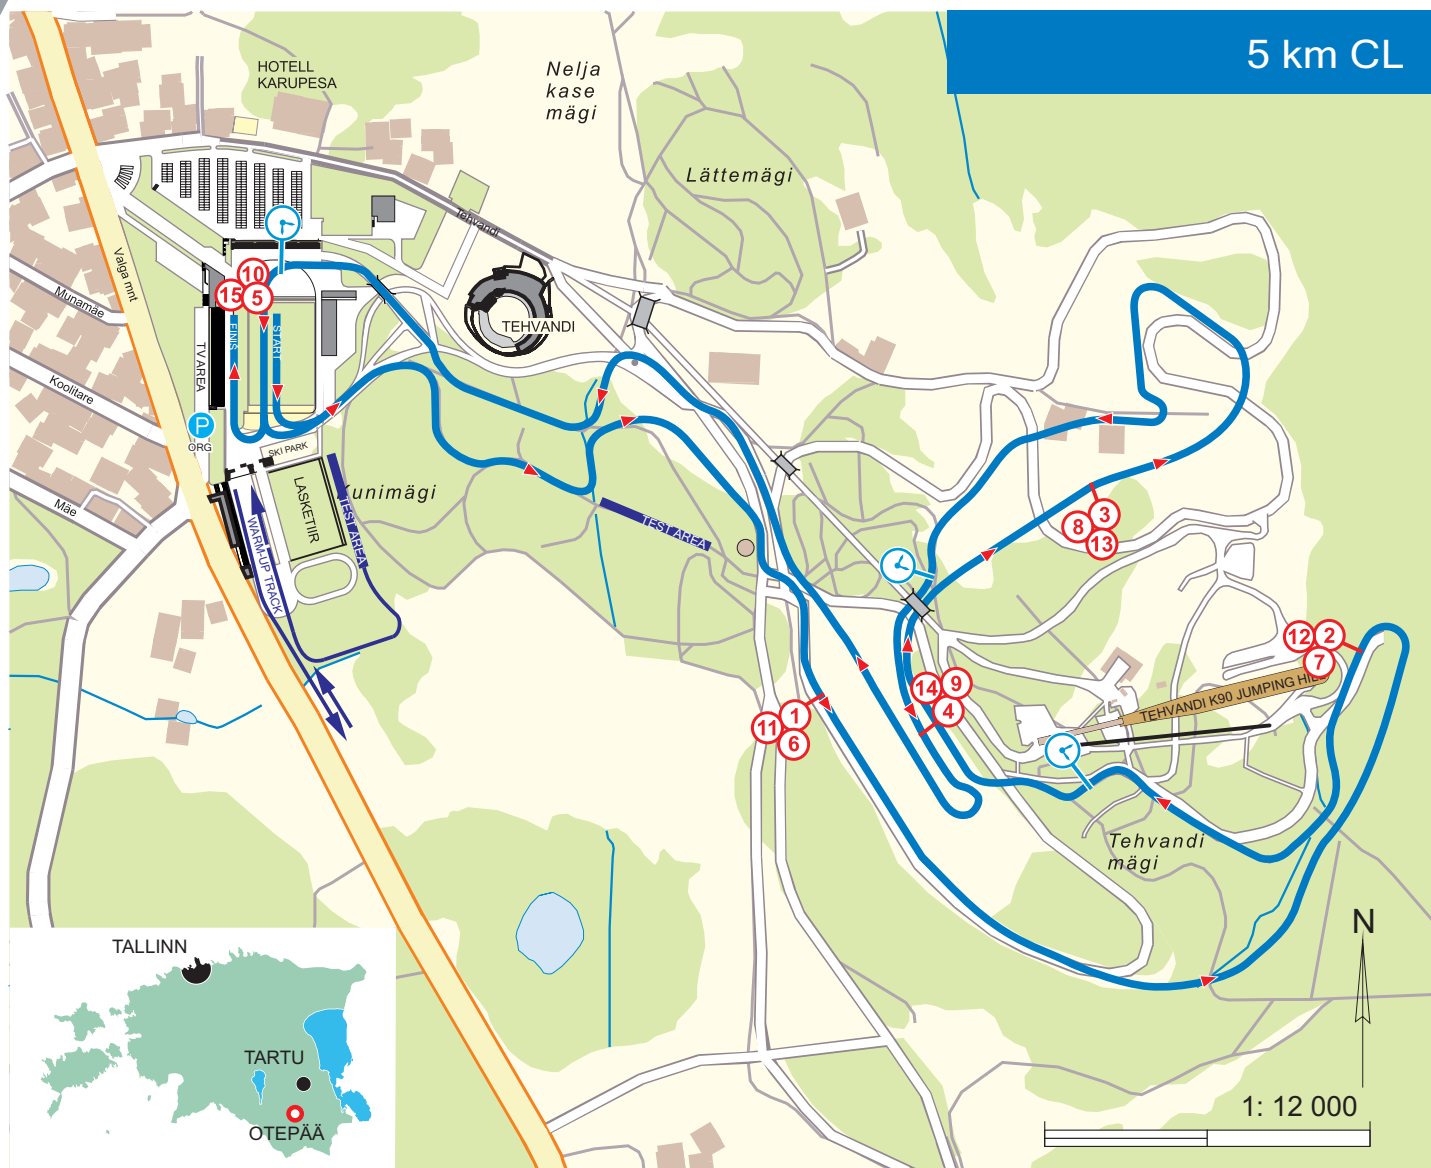 5 km CL
HOTELL
KARUPESA
Nelja
kase
mägi
Lättemägi
Tehvandi
Valga mnt
Munamäe
Koolitare
Mäe
10
15
5
FINIS
START
TV AREA
TEHVANDI
P
ORG
SKI PARK
LASKETIIR
Kunimägi
TEST AREA
TEST AREA
WARM-UP TRACK
3
8
13
12
2
7
14
9
4
1
11
6
TEHVANDI K90 JUMPING HILL
Tehvandi
mägi
N
1: 12 000
TALLINN
TARTU
OTEPÄÄ